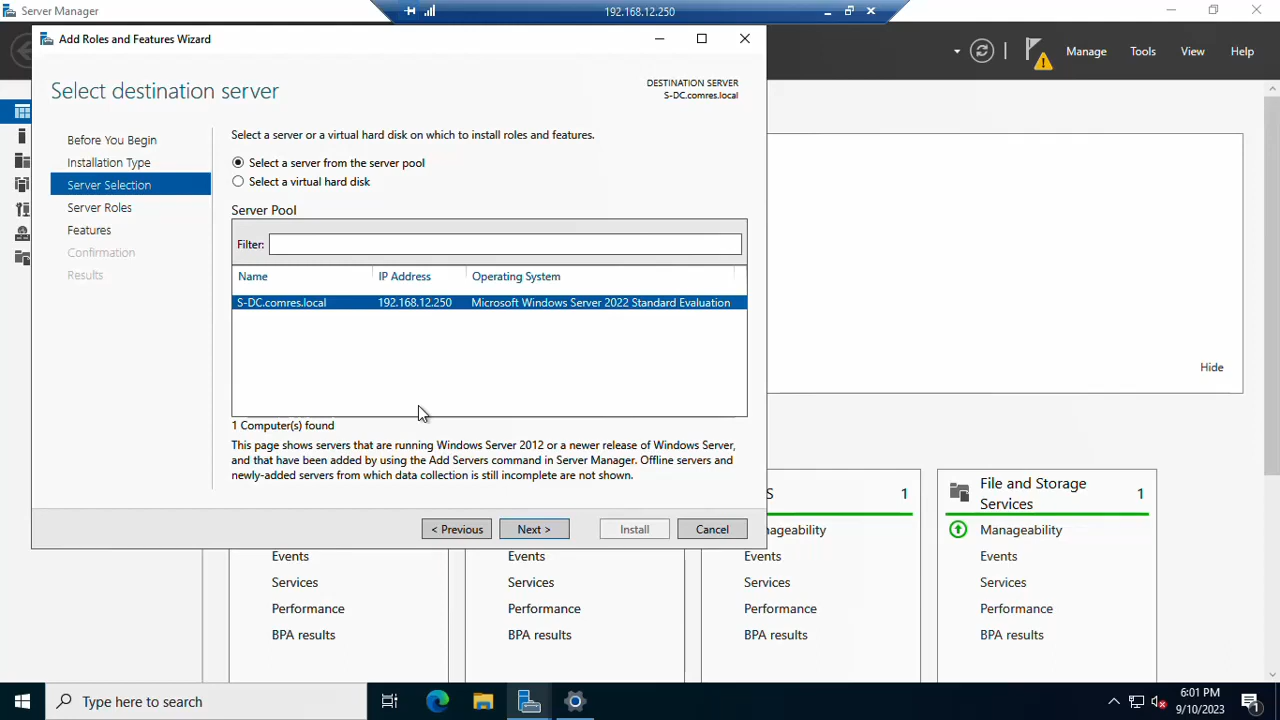 Server Manager
192.168.12.250
Add Roles and Features Wizard
Manage
Tools
View
Help
Select destination server
DESTINATION SERVER
S-DC.comres.local
Before You Begin
Installation Type
Server Selection
Server Roles
Features
Confirmation
Results
Select a server or a virtual hard disk on which to install roles and features.
Select a server from the server pool
Select a virtual hard disk
Server Pool
Filter:
Name IP Address Operating System
S-DC.comres.local 192.168.12.250 Microsoft Windows Server 2022 Standard Evaluation
1 Computer(s) found
This page shows servers that are running Windows Server 2012 or a newer release of Windows Server,
and that have been added by using the Add Servers command in Server Manager. Offline servers and
newly-added servers from which data collection is still incomplete are not shown.
< Previous
Next >
Install
Cancel
Hide
Events
Services
Performance
BPA results
Events
Services
Performance
BPA results
S 1
ageability
Events
Services
Performance
BPA results
File and Storage
Services
1
Manageability
Events
Services
Performance
BPA results
Type here to search
6:01 PM
9/10/2023
1